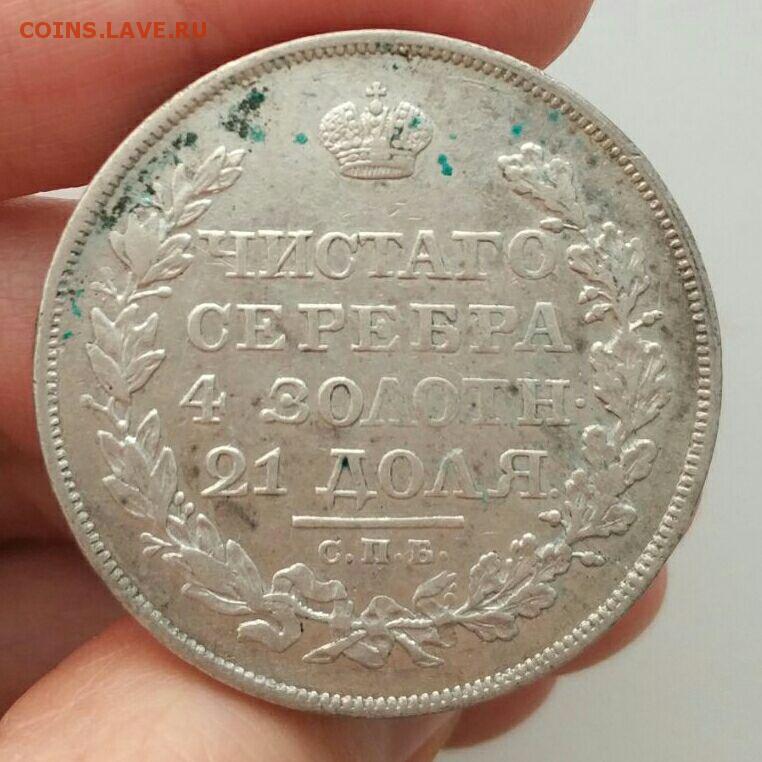 COINS.LAVE.RU
ЧИСТАГО
СЕРЕБРА
4 ЗОЛОТН·
21 ДОЛЯ.
С.П.Б.